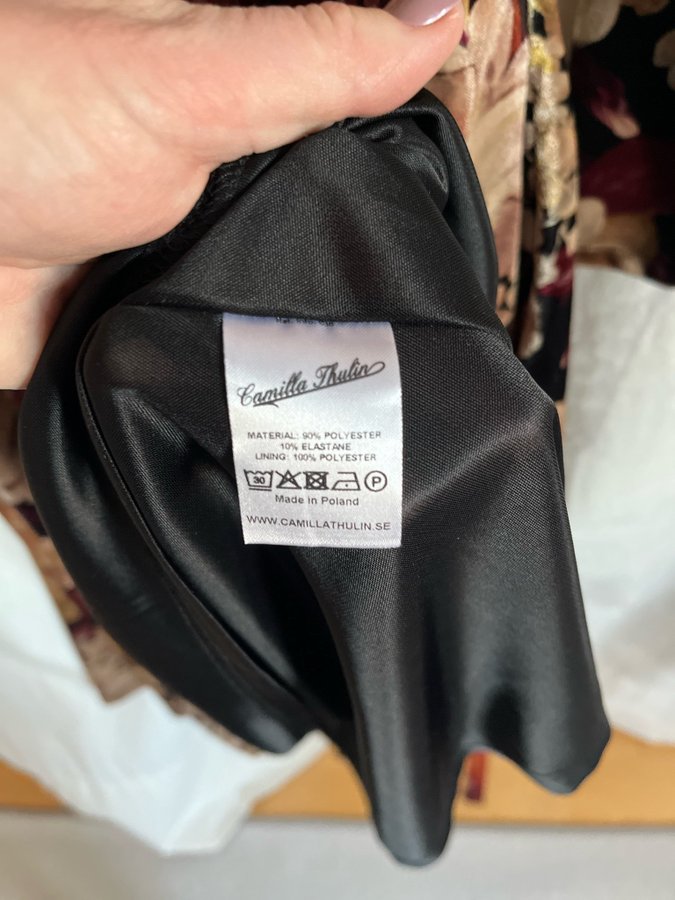 Camilla Thulin
MATERIAL: 90% POLYESTER
10% ELASTANE
LINING: 100% POLYESTER
30 P
Made in Poland
WWW.CAMILLATHULIN.SE